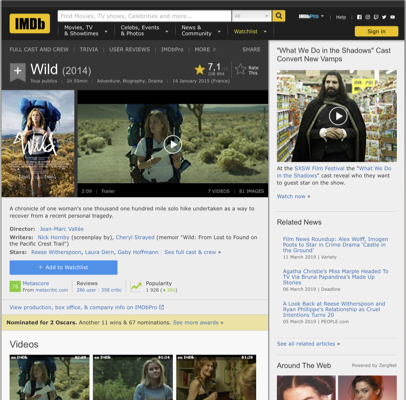 IMDb
Find Movies, TV shows, Celebrities and more...
All
IMDbPro
Help
Movies, TV
& Showtimes
Celebs, Events
& Photos
News &
Community
Watchlist
Sign in
FULL CAST AND CREW | TRIVIA | USER REVIEWS | IMDbPro | MORE
SHARE
Wild (2014)
7,1
Rate
This
Tous publics | 1h 55min | Adventure, Biography, Drama | 14 January 2015 (France)
Wild
2:09 | Trailer
7 VIDEOS | 81 IMAGES
A chronicle of one woman's one thousand one hundred mile solo hike undertaken as a way to
recover from a recent personal tragedy.
Director: Jean-Marc Vallée
Writers: Nick Hornby (screenplay by), Cheryl Strayed (memoir "Wild: From Lost to Found on
the Pacific Crest Trail")
Stars: Reese Witherspoon, Laura Dern, Gaby Hoffmann | See full cast & crew »
+ Add to Watchlist
Metascore
From metacritic.com
Reviews
286 user | 358 critic
Popularity
View production, box office, & company info on IMDbPro
Nominated for 2 Oscars. Another 11 wins & 67 nominations. See more awards »
Videos
"What We Do in the Shadows" Cast
Convert New Vamps
At the SXSW Film Festival the "What We Do
in the Shadows" cast reveal who they want
to guest star on the show.
Watch now »
Related News
Film News Roundup: Alex Wolff, Imogen
Poots to Star in Crime Drama 'Castle
in the Ground'
11 March 2019 | Variety
Agatha Christie's Miss Marple Headed To
TV Via Bruna Papandrea's Made Up
Stories
06 March 2019 | Deadline
A Look Back at Reese Witherspoon and
Ryan Phillippe's Relationship as Cruel
Intentions Turns 20
05 March 2019 | PEOPLE.com
See all related articles »
Around The Web
Powered by ZergNet